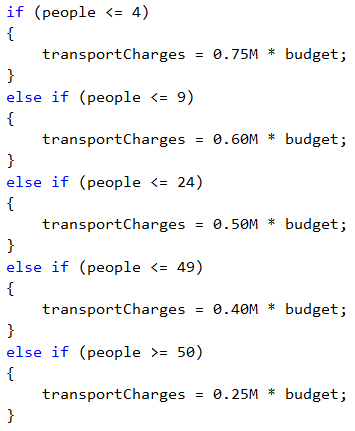 if (people <= 4)
{
    transportCharges = 0.75M * budget;
}
else if (people <= 9)
{
    transportCharges = 0.60M * budget;
}
else if (people <= 24)
{
    transportCharges = 0.50M * budget;
}
else if (people <= 49)
{
    transportCharges = 0.40M * budget;
}
else if (people >= 50)
{
    transportCharges = 0.25M * budget;
}